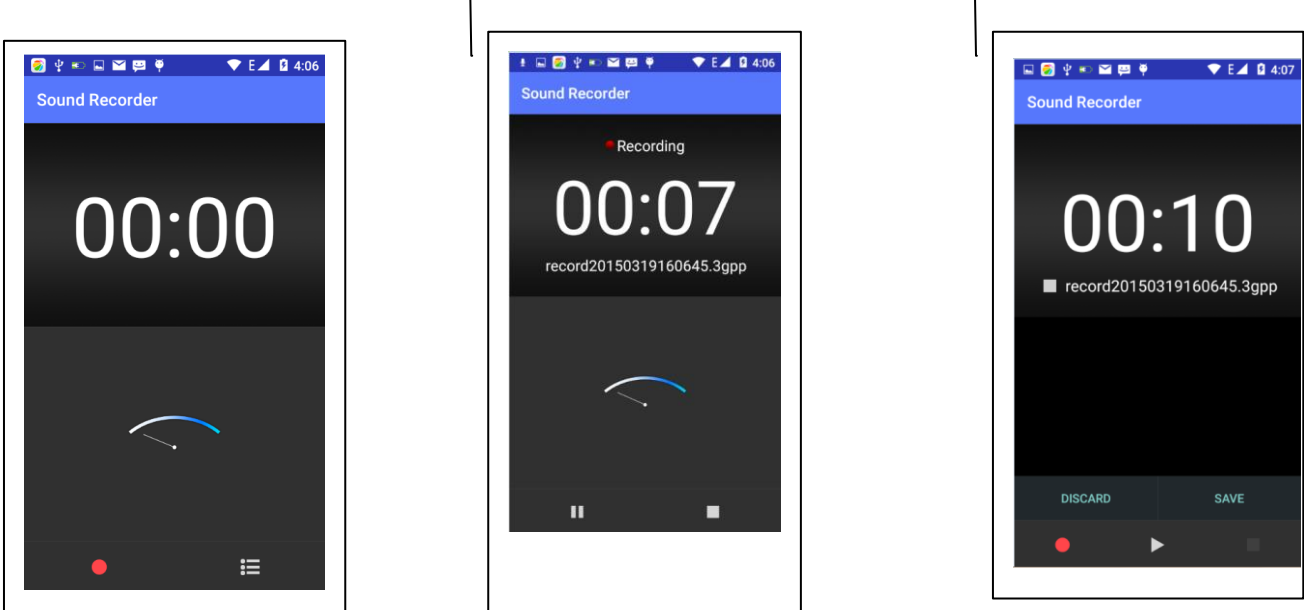 E 4:06
Sound Recorder
00:00
E 4:06
Sound Recorder
Recording
00:07
record20150319160645.3gpp
E 4:07
Sound Recorder
00:10
record20150319160645.3gpp
DISCARD SAVE